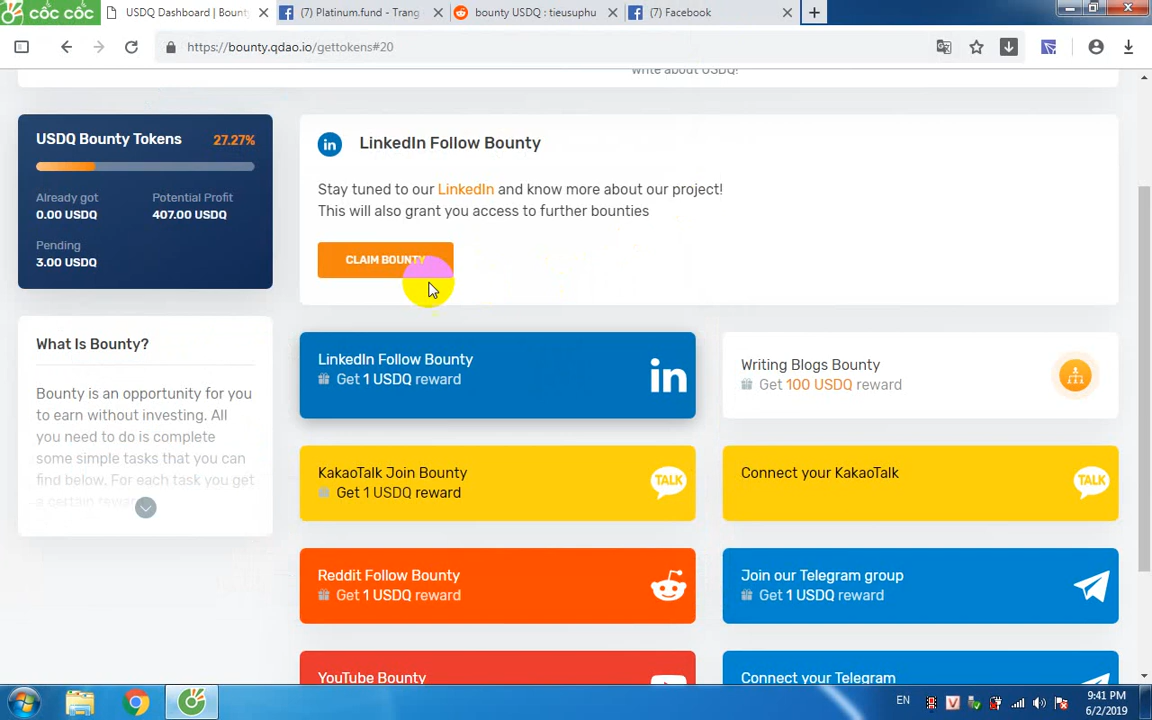 cốc cốc
USDQ Dashboard | Bount
(7) Platinum.fund - Trang
bounty USDQ : tieusuphu
(7) Facebook
https://bounty.qdao.io/gettokens#20
write about USDQ!
USDQ Bounty Tokens
27.27%
Already got
Potential Profit
0.00 USDQ
407.00 USDQ
Pending
3.00 USDQ
in
LinkedIn Follow Bounty
Stay tuned to our LinkedIn and know more about our project!
This will also grant you access to further bounties
CLAIM BOUNTY
What Is Bounty?
Bounty is an opportunity for you
to earn without investing. All
you need to do is complete
some simple tasks that you can
find below. For each task you get
a certain reward
LinkedIn Follow Bounty
Get 1 USDQ reward
in
Writing Blogs Bounty
Get 100 USDQ reward
KakaoTalk Join Bounty
Get 1 USDQ reward
TALK
Connect your KakaoTalk
TALK
Reddit Follow Bounty
Get 1 USDQ reward
Join our Telegram group
Get 1 USDQ reward
YouTube Bounty
Connect your Telegram
EN
V
9:41 PM
6/2/2019